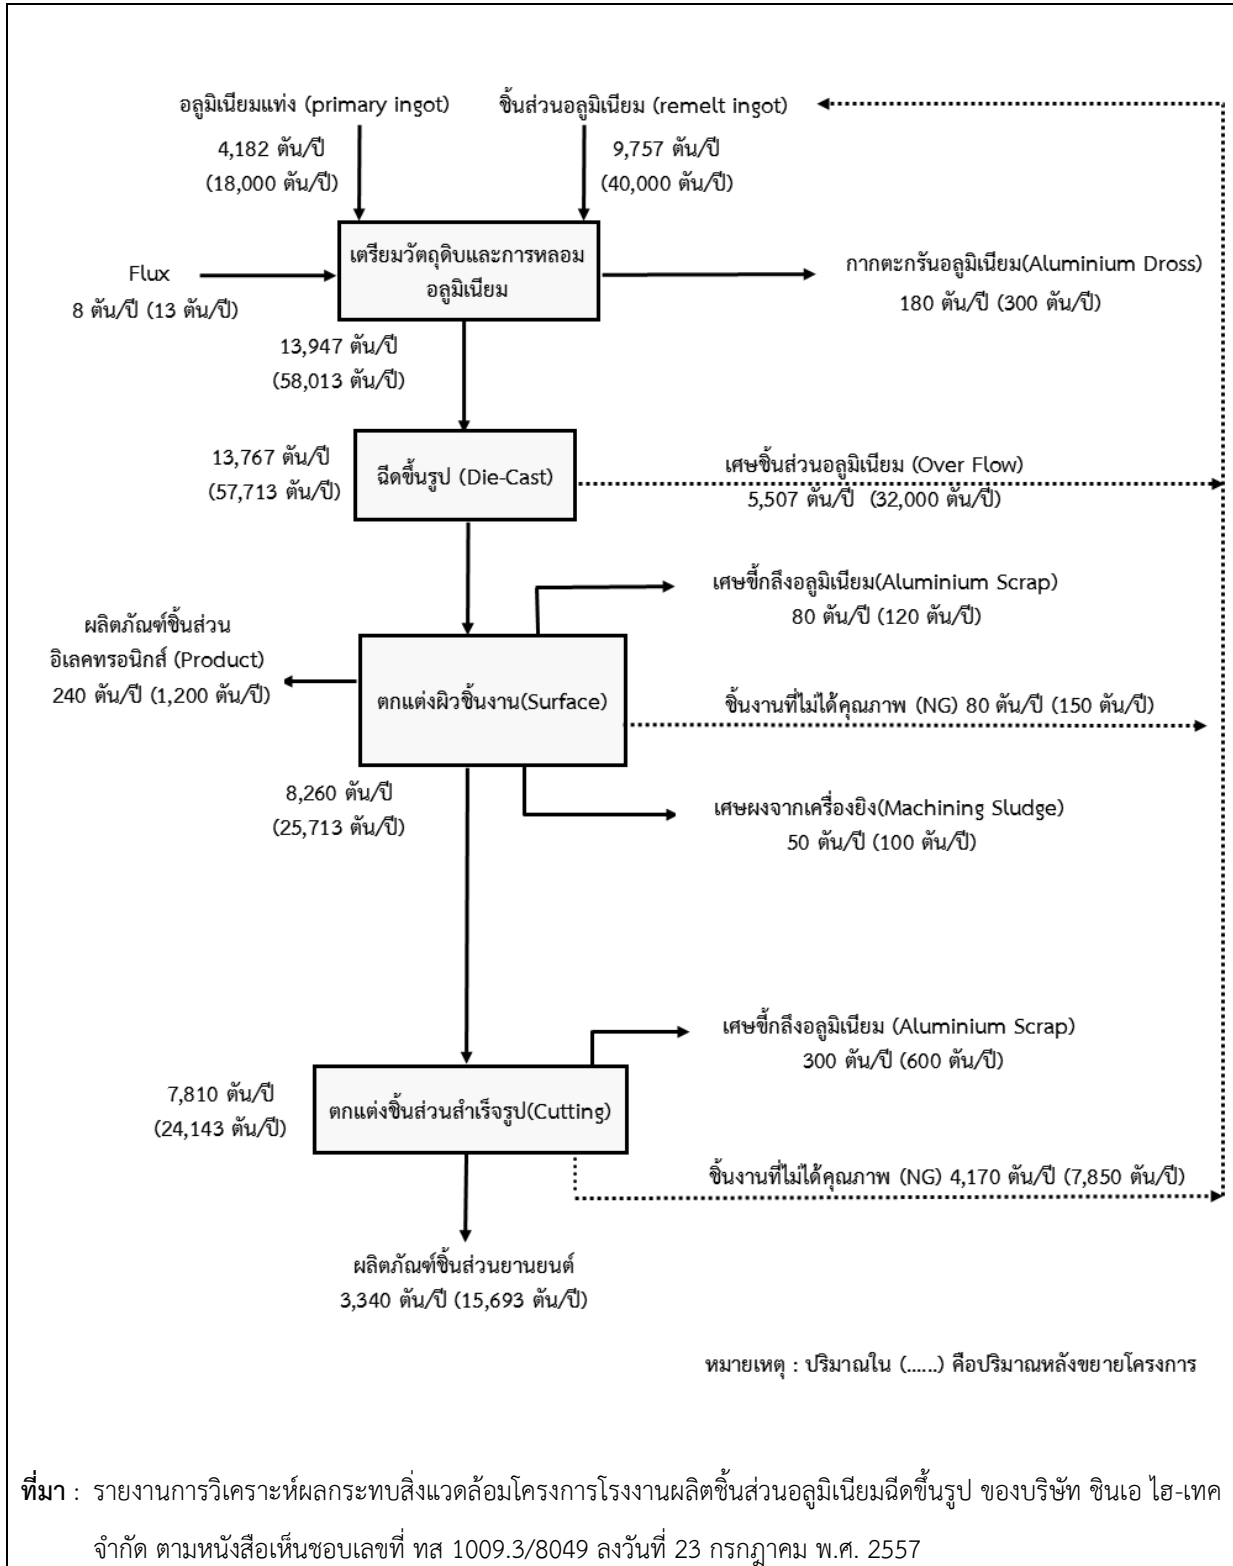 อลูมิเนียมแท่ง (primary ingot)
4,182 ตัน/ปี
(18,000 ตัน/ปี)
ชิ้นส่วนอลูมิเนียม (remelt ingot)
9,757 ตัน/ปี
(40,000 ตัน/ปี)
เตรียมวัตถุดิบและการหลอม
อลูมิเนียม
Flux
8 ตัน/ปี (13 ตัน/ปี)
กากตะกรันอลูมิเนียม(Aluminium Dross)
180 ตัน/ปี (300 ตัน/ปี)
13,947 ตัน/ปี
(58,013 ตัน/ปี)
13,767 ตัน/ปี
(57,713 ตัน/ปี)
ฉีดขึ้นรูป (Die-Cast)
เศษชิ้นส่วนอลูมิเนียม (Over Flow)
5,507 ตัน/ปี (32,000 ตัน/ปี)
เศษขี้กลึงอลูมิเนียม(Aluminium Scrap)
80 ตัน/ปี (120 ตัน/ปี)
ผลิตภัณฑ์ชิ้นส่วน
อิเลคทรอนิกส์ (Product)
240 ตัน/ปี (1,200 ตัน/ปี)
ตกแต่งผิวชิ้นงาน(Surface)
ชิ้นงานที่ไม่ได้คุณภาพ (NG) 80 ตัน/ปี (150 ตัน/ปี)
8,260 ตัน/ปี
(25,713 ตัน/ปี)
เศษผงจากเครื่องยิง(Machining Sludge)
50 ตัน/ปี (100 ตัน/ปี)
เศษขี้กลึงอลูมิเนียม (Aluminium Scrap)
300 ตัน/ปี (600 ตัน/ปี)
7,810 ตัน/ปี
(24,143 ตัน/ปี)
ตกแต่งชิ้นส่วนสำเร็จรูป(Cutting)
ชิ้นงานที่ไม่ได้คุณภาพ (NG) 4,170 ตัน/ปี (7,850 ตัน/ปี)
ผลิตภัณฑ์ชิ้นส่วนยานยนต์
3,340 ตัน/ปี (15,693 ตัน/ปี)
หมายเหตุ : ปริมาณใน (......) คือปริมาณหลังขยายโครงการ
ที่มา : รายงานการวิเคราะห์ผลกระทบสิ่งแวดล้อมโครงการโรงงานผลิตชิ้นส่วนอลูมิเนียมฉีดขึ้นรูป ของบริษัท ชินเอ ไฮ-เทค
จำกัด ตามหนังสือเห็นชอบเลขที่ ทส 1009.3/8049 ลงวันที่ 23 กรกฎาคม พ.ศ. 2557